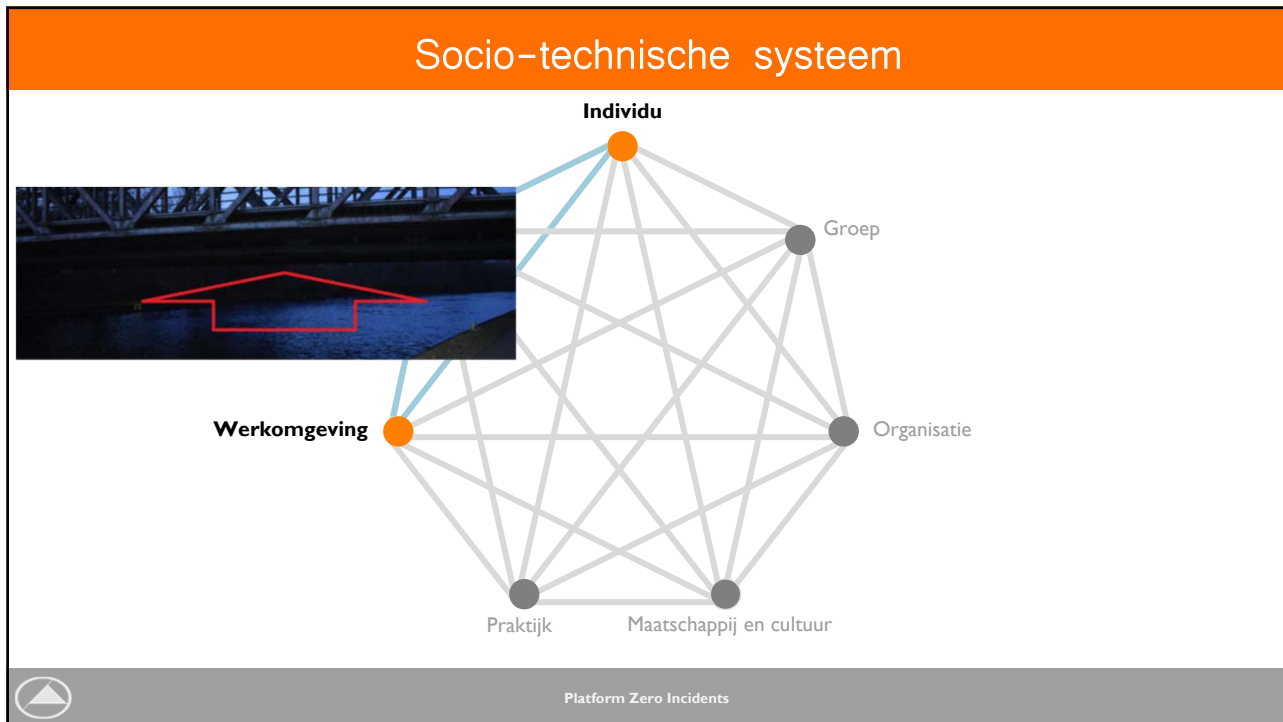 Socio-technische systeem
Individu
Groep
Werkomgeving
Organisatie
Praktijk
Maatschappij en cultuur
Platform Zero Incidents